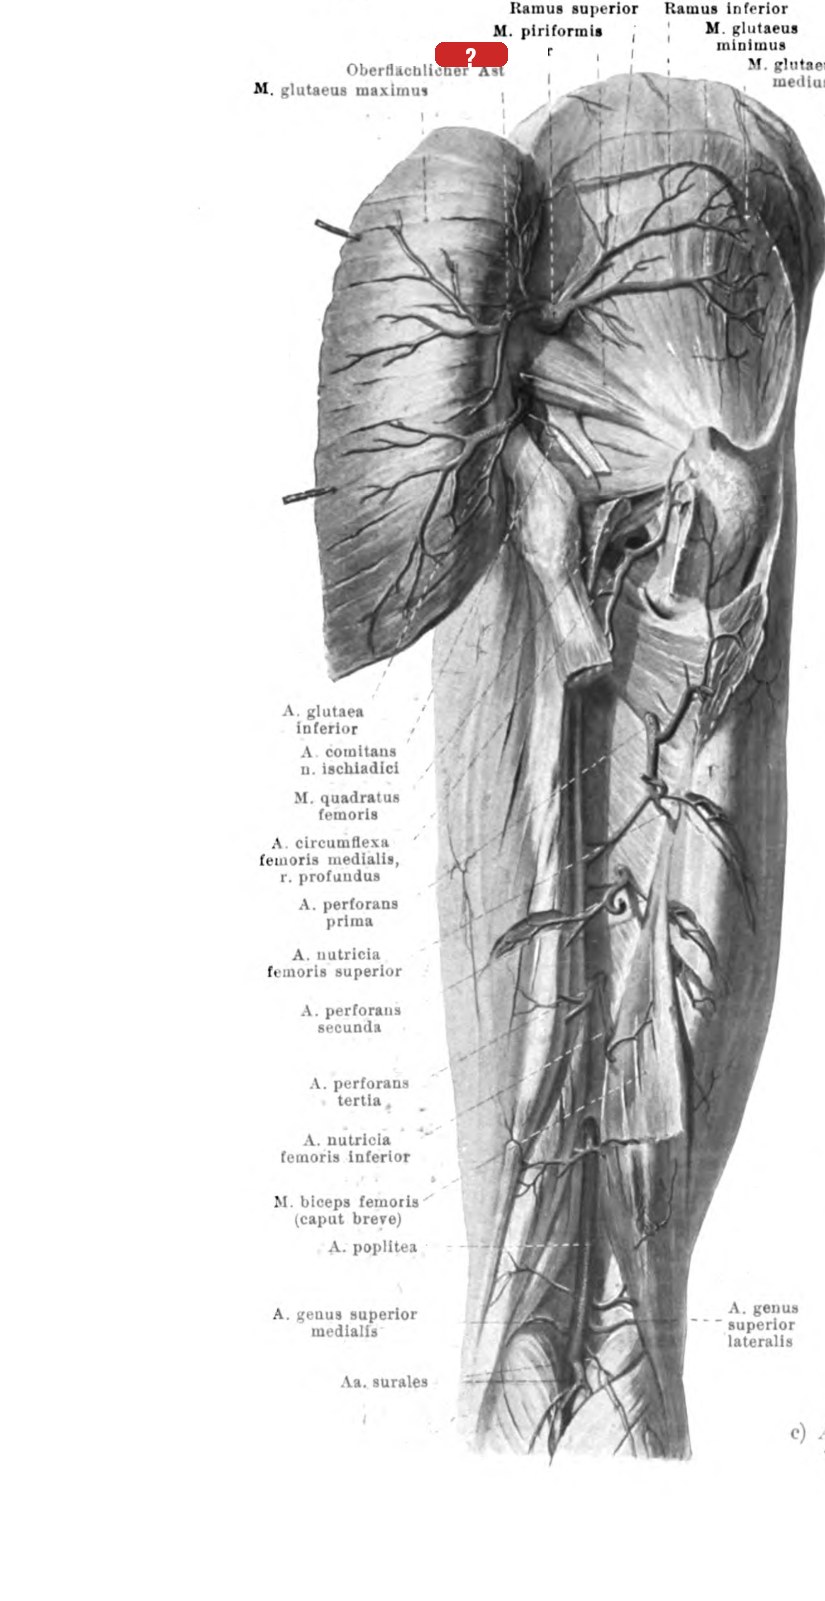 Ramus superior
Ramus inferior
M. piriformis
M. glutaeus
minimus
r
?
Oberflächlicher Ast
M. glutaeus maximus
M. glutae
mediu
A. glutaea
inferior
A. comitans
n. ischiadici
M. quadratus
femoris
A. circumflexa
femoris medialis,
r. profundus
A. perforans
prima
A. nutricia
femoris superior
A. perforans
secunda
A. perforans
tertia
A. nutricia
femoris inferior
M. biceps femoris
(caput breve)
A. poplitea
A. genus superior
medialis
A. genus
superior
lateralis
Aa. surales
c)